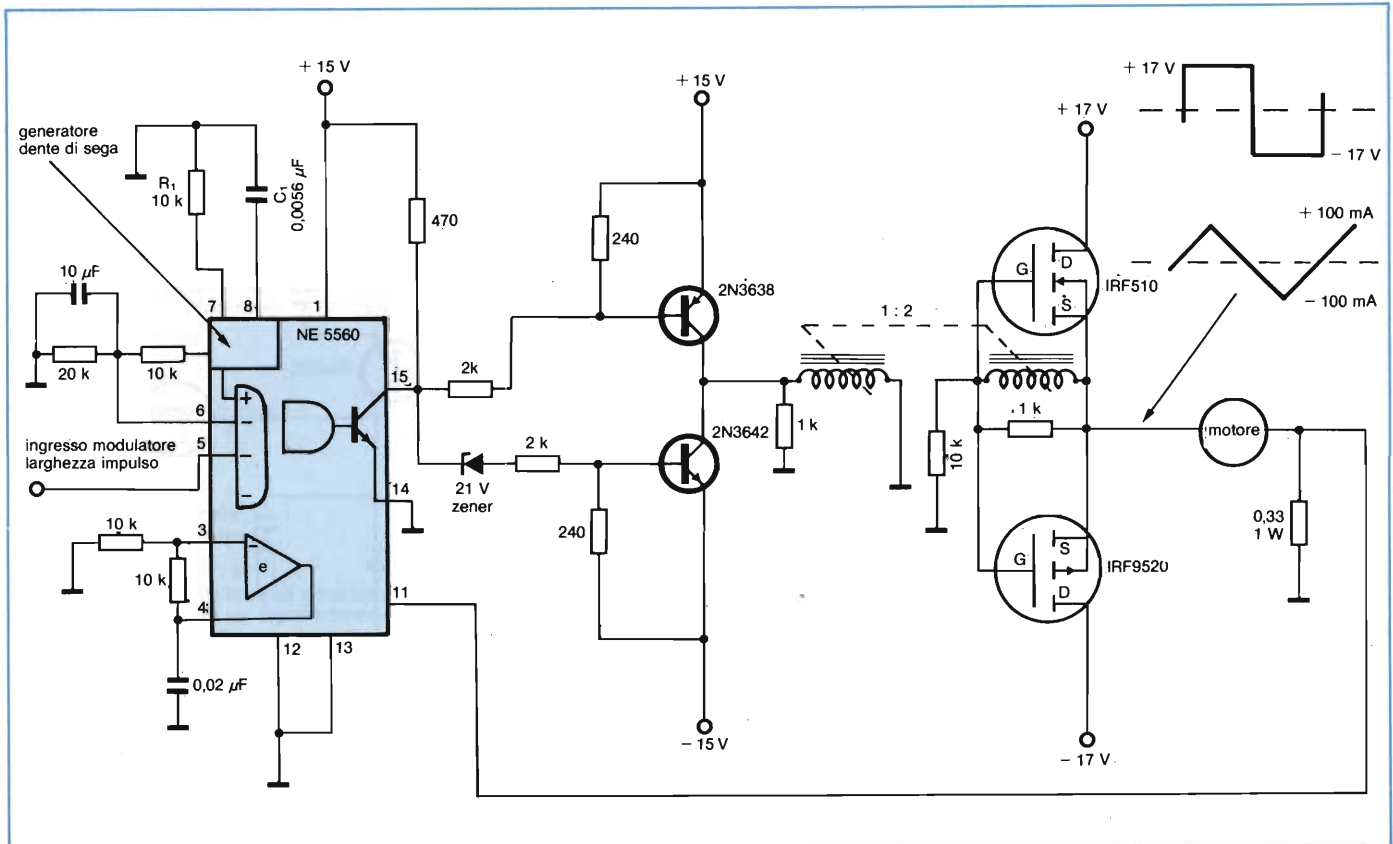 + 15 V
+ 15 V
+ 17 V
- 17 V
generatore
dente di sega
R1
10 k
C1
0,0056 µF
470
240
+ 17 V
+ 100 mA
- 100 mA
10 µF
20 k
10 k
7
8
1
NE 5560
2N3638
1 : 2
G
D
S
IRF510
15
2k
+
6
-
ingresso modulatore
larghezza impulso
5
-
-
21 V
zener
2 k
2N3642
1 k
10 k
1 k
motore
14
10 k
3
-
e
10 k
4
240
G
S
D
IRF9520
0,33
1 W
11
12
13
0,02 µF
- 15 V
- 17 V